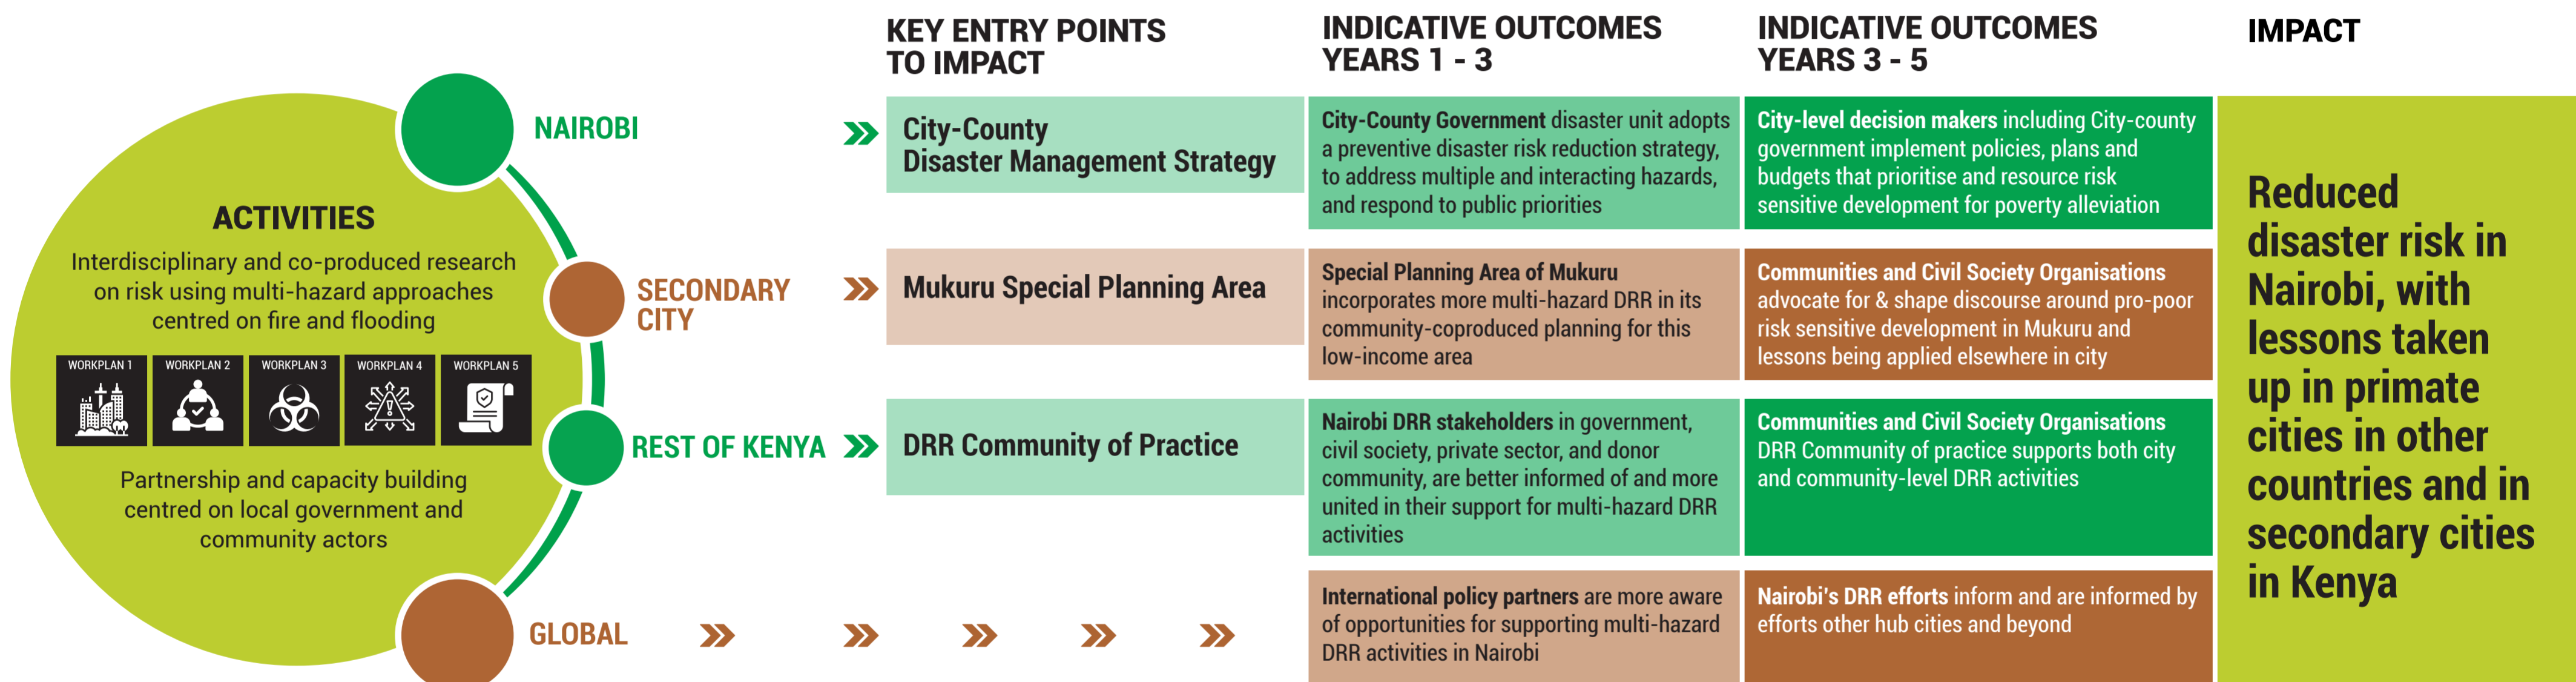 KEY ENTRY POINTS
TO IMPACT
INDICATIVE OUTCOMES
YEARS 1 - 3
INDICATIVE OUTCOMES
YEARS 3 - 5
IMPACT
ACTIVITIES
Interdisciplinary and co-produced research
on risk using multi-hazard approaches
centred on fire and flooding
WORKPLAN 1
WORKPLAN 2
WORKPLAN 3
WORKPLAN 4
WORKPLAN 5
Partnership and capacity building
centred on local government and
community actors
NAIROBI
City-County
Disaster Management Strategy
City-County Government disaster unit adopts
a preventive disaster risk reduction strategy,
to address multiple and interacting hazards,
and respond to public priorities
City-level decision makers including City-county
government implement policies, plans and
budgets that prioritise and resource risk
sensitive development for poverty alleviation
SECONDARY
CITY
Mukuru Special Planning Area
Special Planning Area of Mukuru
incorporates more multi-hazard DRR in its
community-coproduced planning for this
low-income area
Communities and Civil Society Organisations
advocate for & shape discourse around pro-poor
risk sensitive development in Mukuru and
lessons being applied elsewhere in city
REST OF KENYA
DRR Community of Practice
Nairobi DRR stakeholders in government,
civil society, private sector, and donor
community, are better informed of and more
united in their support for multi-hazard DRR
activities
Communities and Civil Society Organisations
DRR Community of practice supports both city
and community-level DRR activities
GLOBAL
International policy partners are more aware
of opportunities for supporting multi-hazard
DRR activities in Nairobi
Nairobi's DRR efforts inform and are informed by
efforts other hub cities and beyond
Reduced
disaster risk in
Nairobi, with
lessons taken
up in primate
cities in other
countries and in
secondary cities
in Kenya